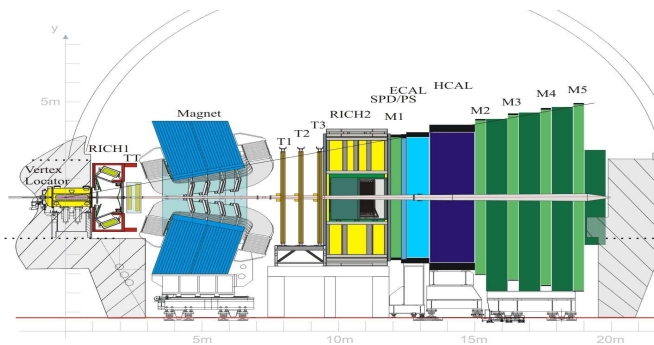 y
5m
Vertex
Locator
RICH1
TT
Magnet
T1
T2
T3
RICH2
SPD/PS
M1
ECAL
HCAL
M2
M3
M4
M5
5m
10m
15m
20m